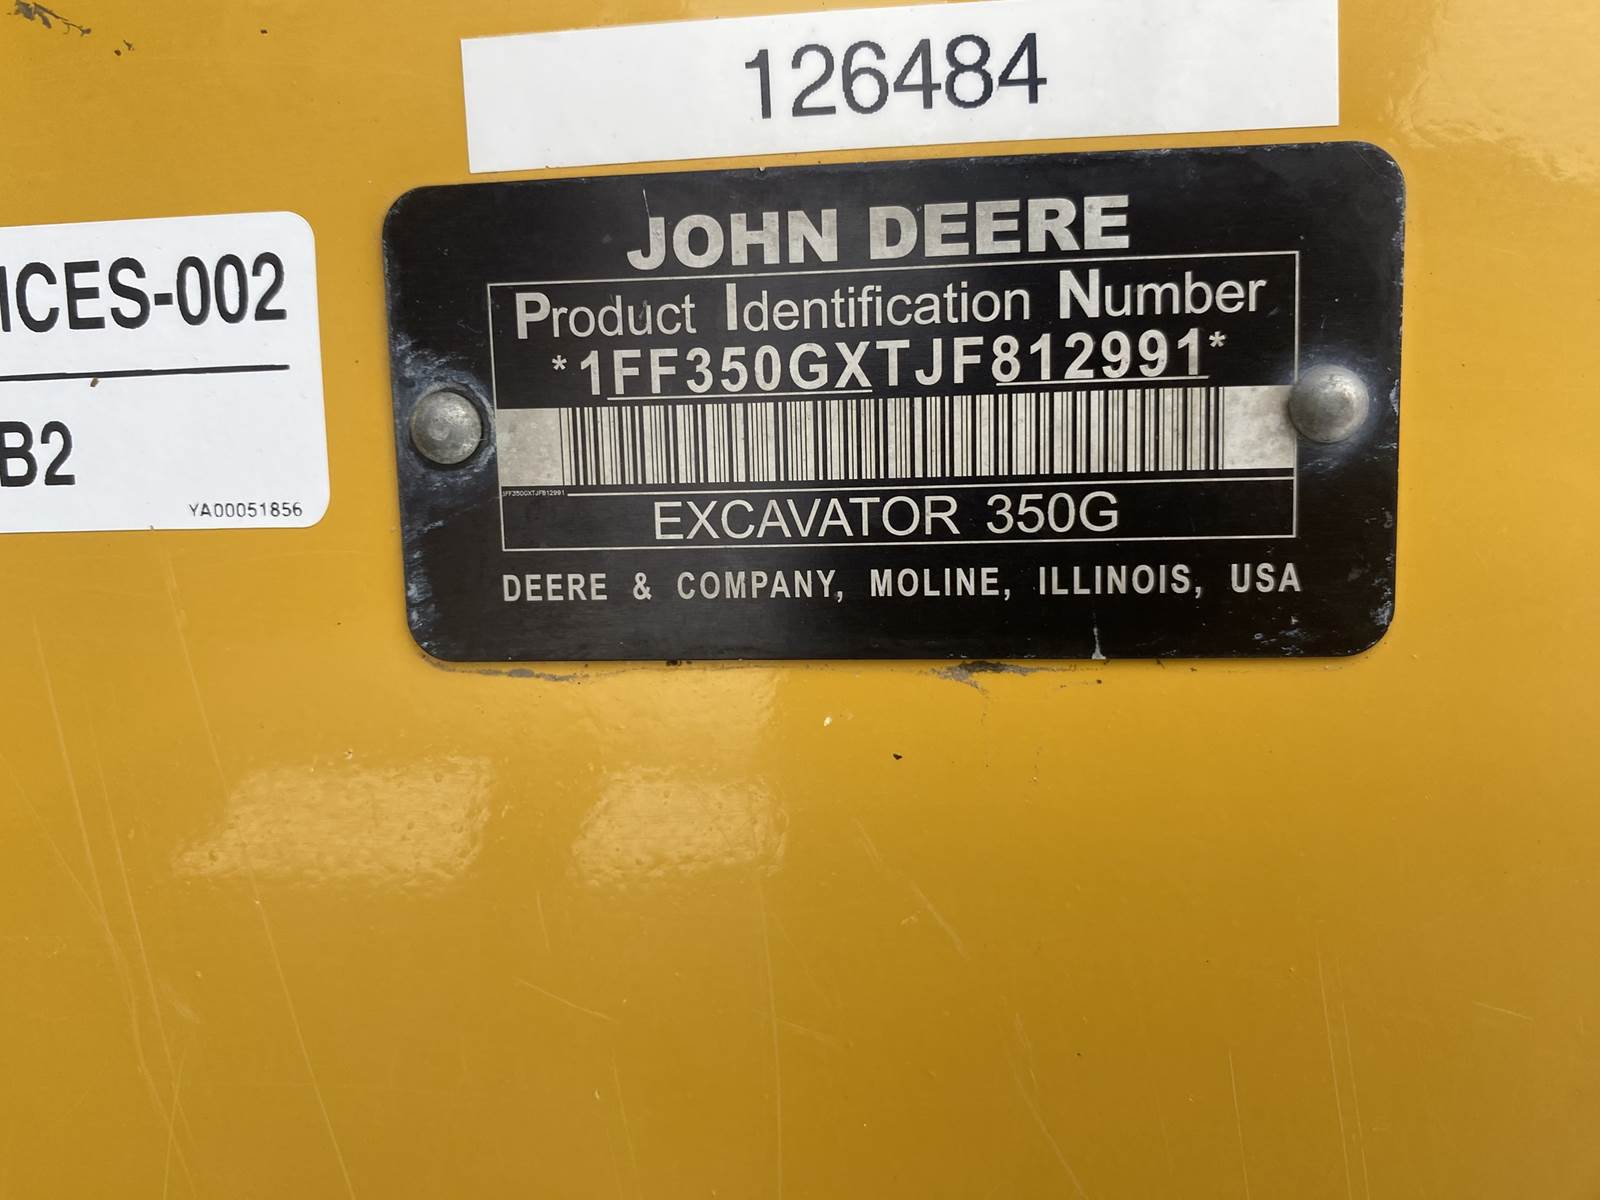 126484
JOHN DEERE
Product Identification Number
*1FF350GXTJF812991*
1FF350GXTJF812991
EXCAVATOR 350G
DEERE & COMPANY, MOLINE, ILLINOIS, USA
ICES-002
B2
YA00051856